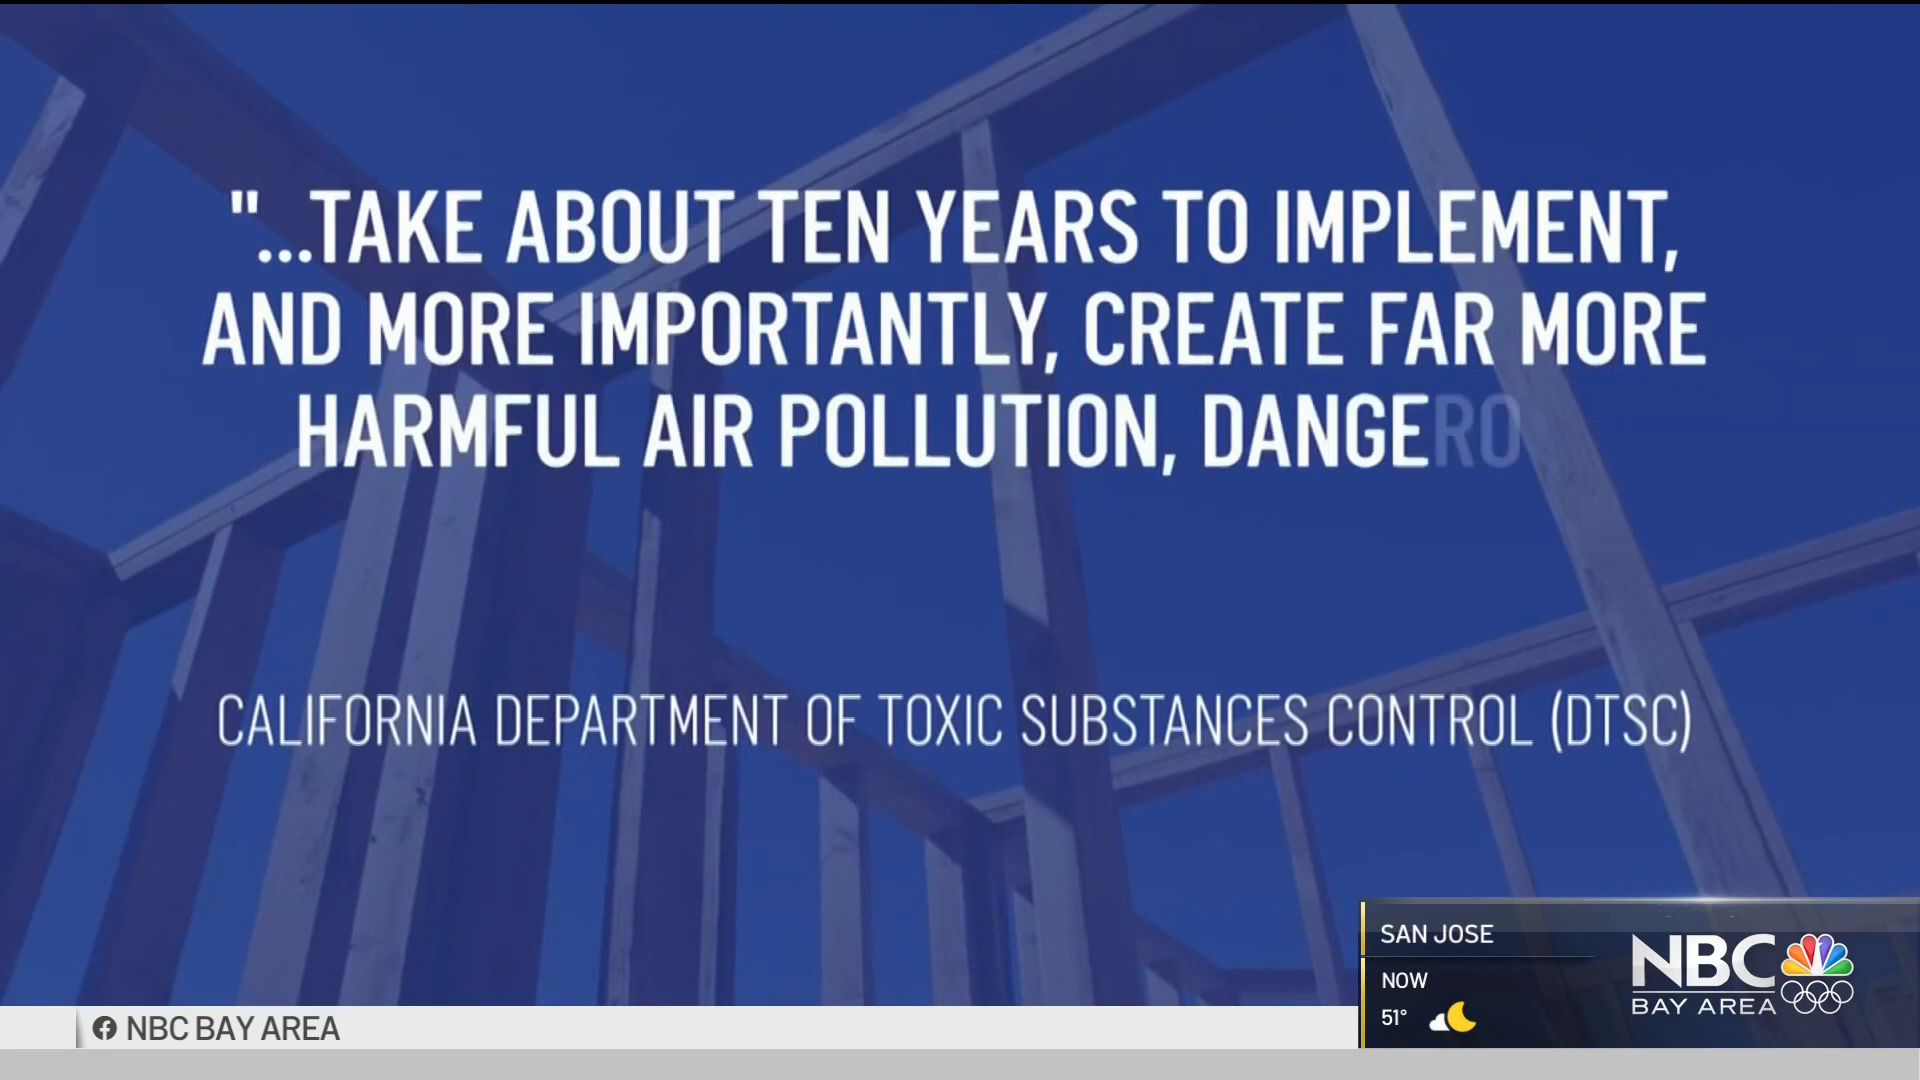 "...TAKE ABOUT TEN YEARS TO IMPLEMENT,
AND MORE IMPORTANTLY, CREATE FAR MORE
HARMFUL AIR POLLUTION, DANGERO
CALIFORNIA DEPARTMENT OF TOXIC SUBSTANCES CONTROL (DTSC)
SAN JOSE
NOW
51°
NBC
BAY AREA
NBC BAY AREA